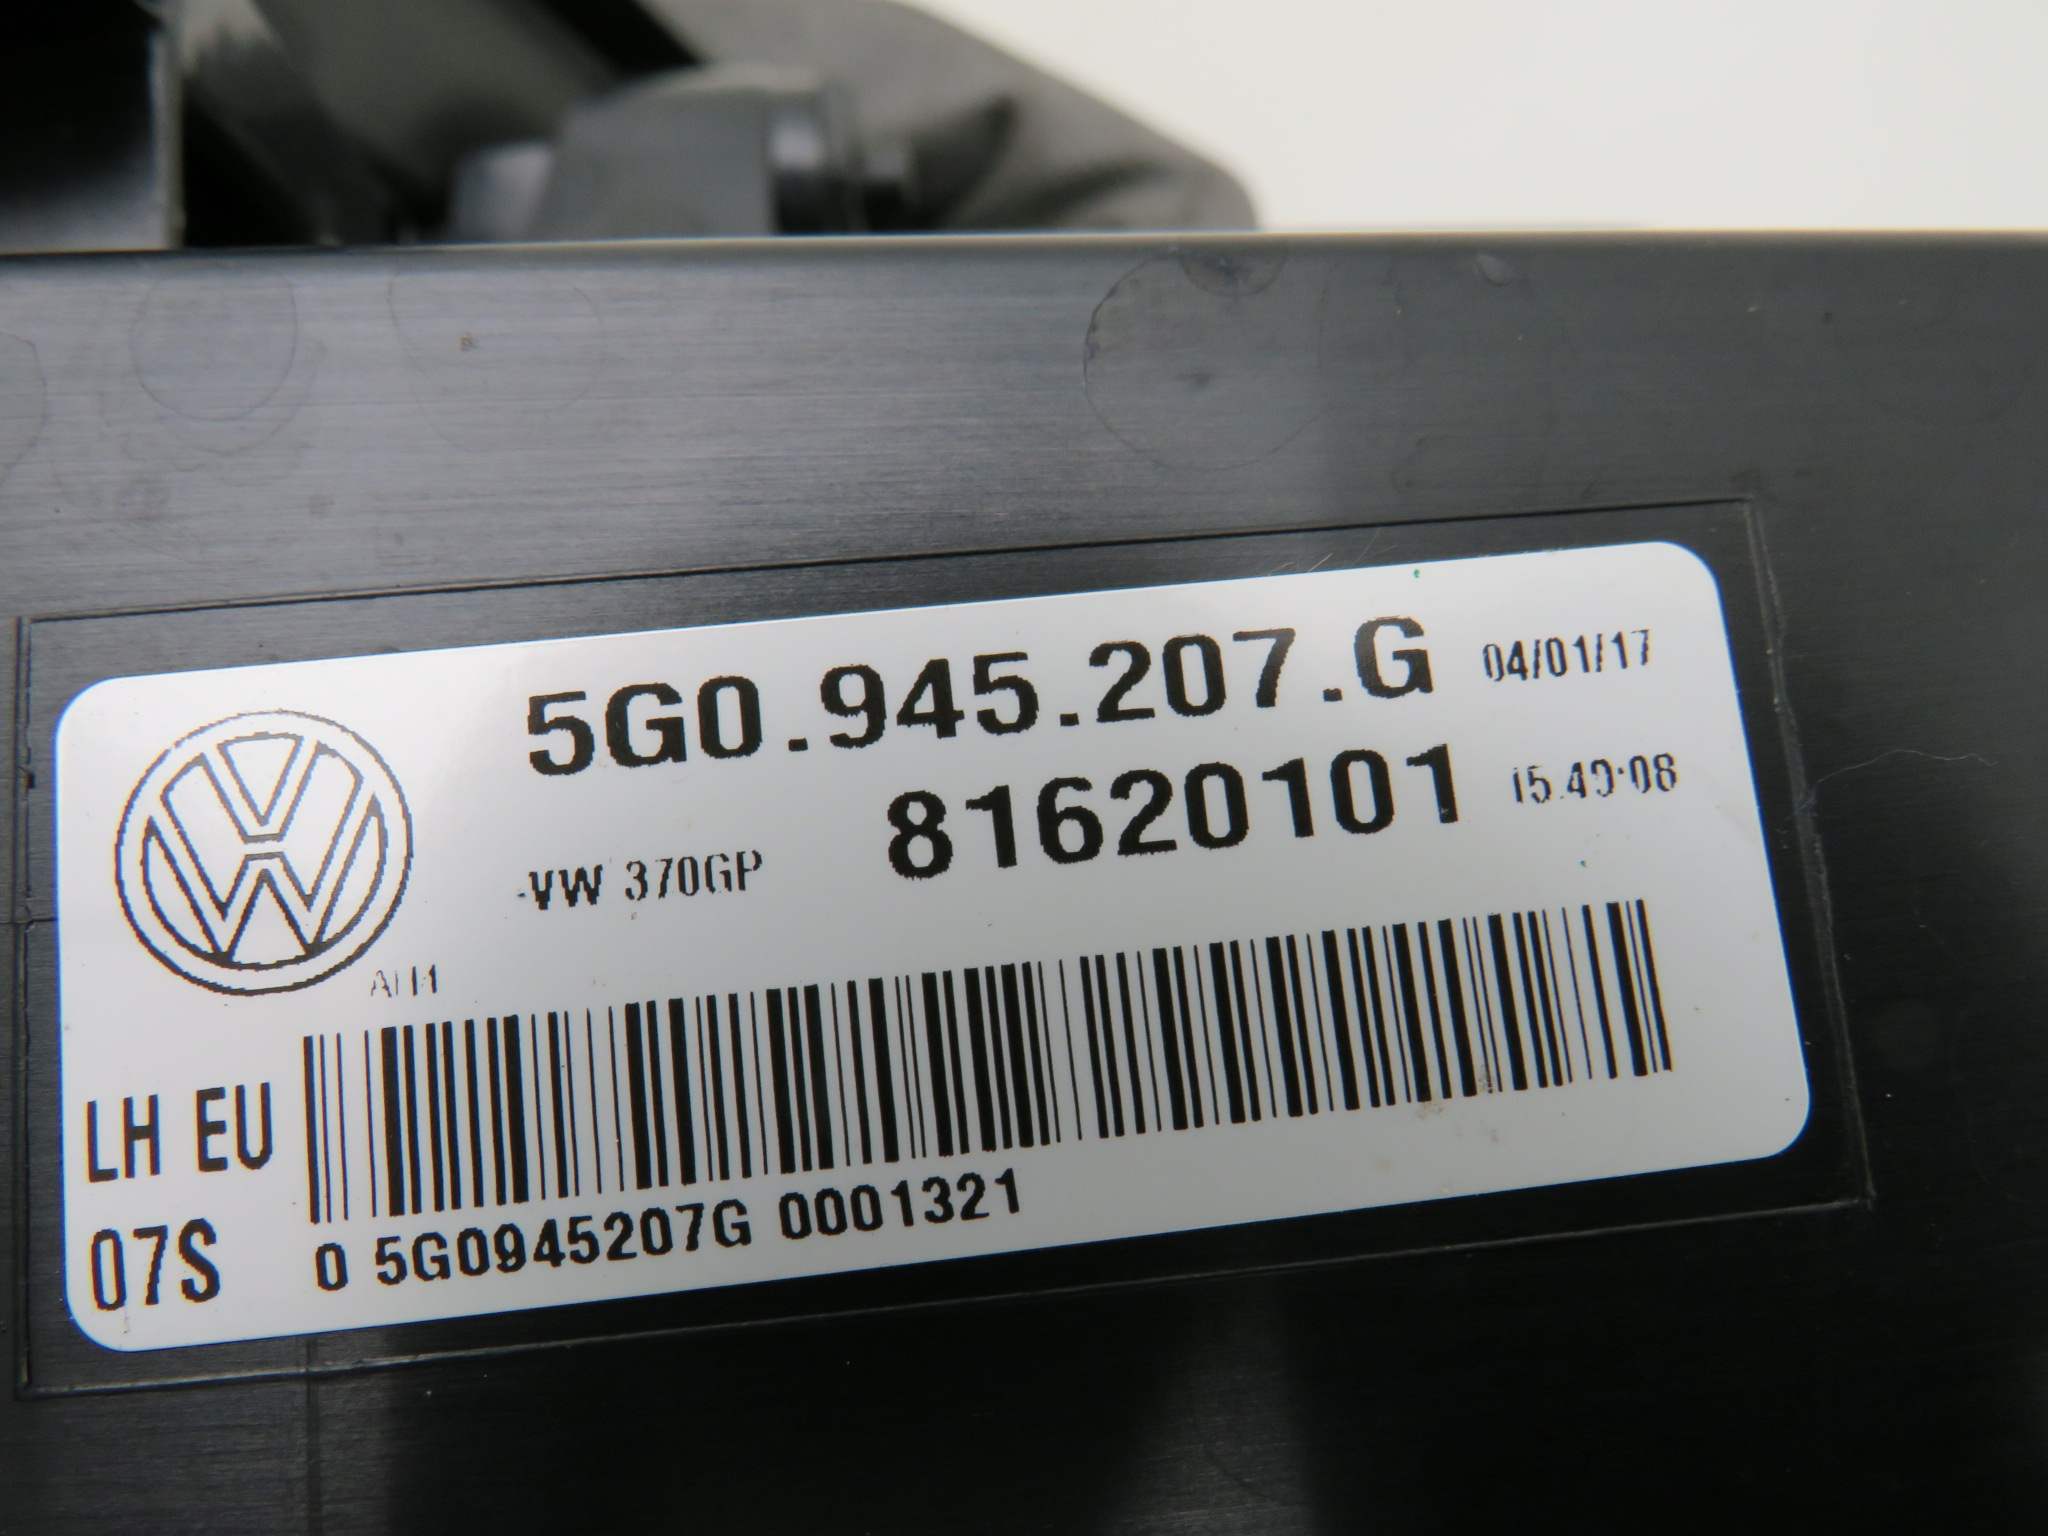 5G0.945.207.G 04/01/17
81620101 15:40:08
VW 370GP
LH EU
07S
0 5G0945207G 0001321